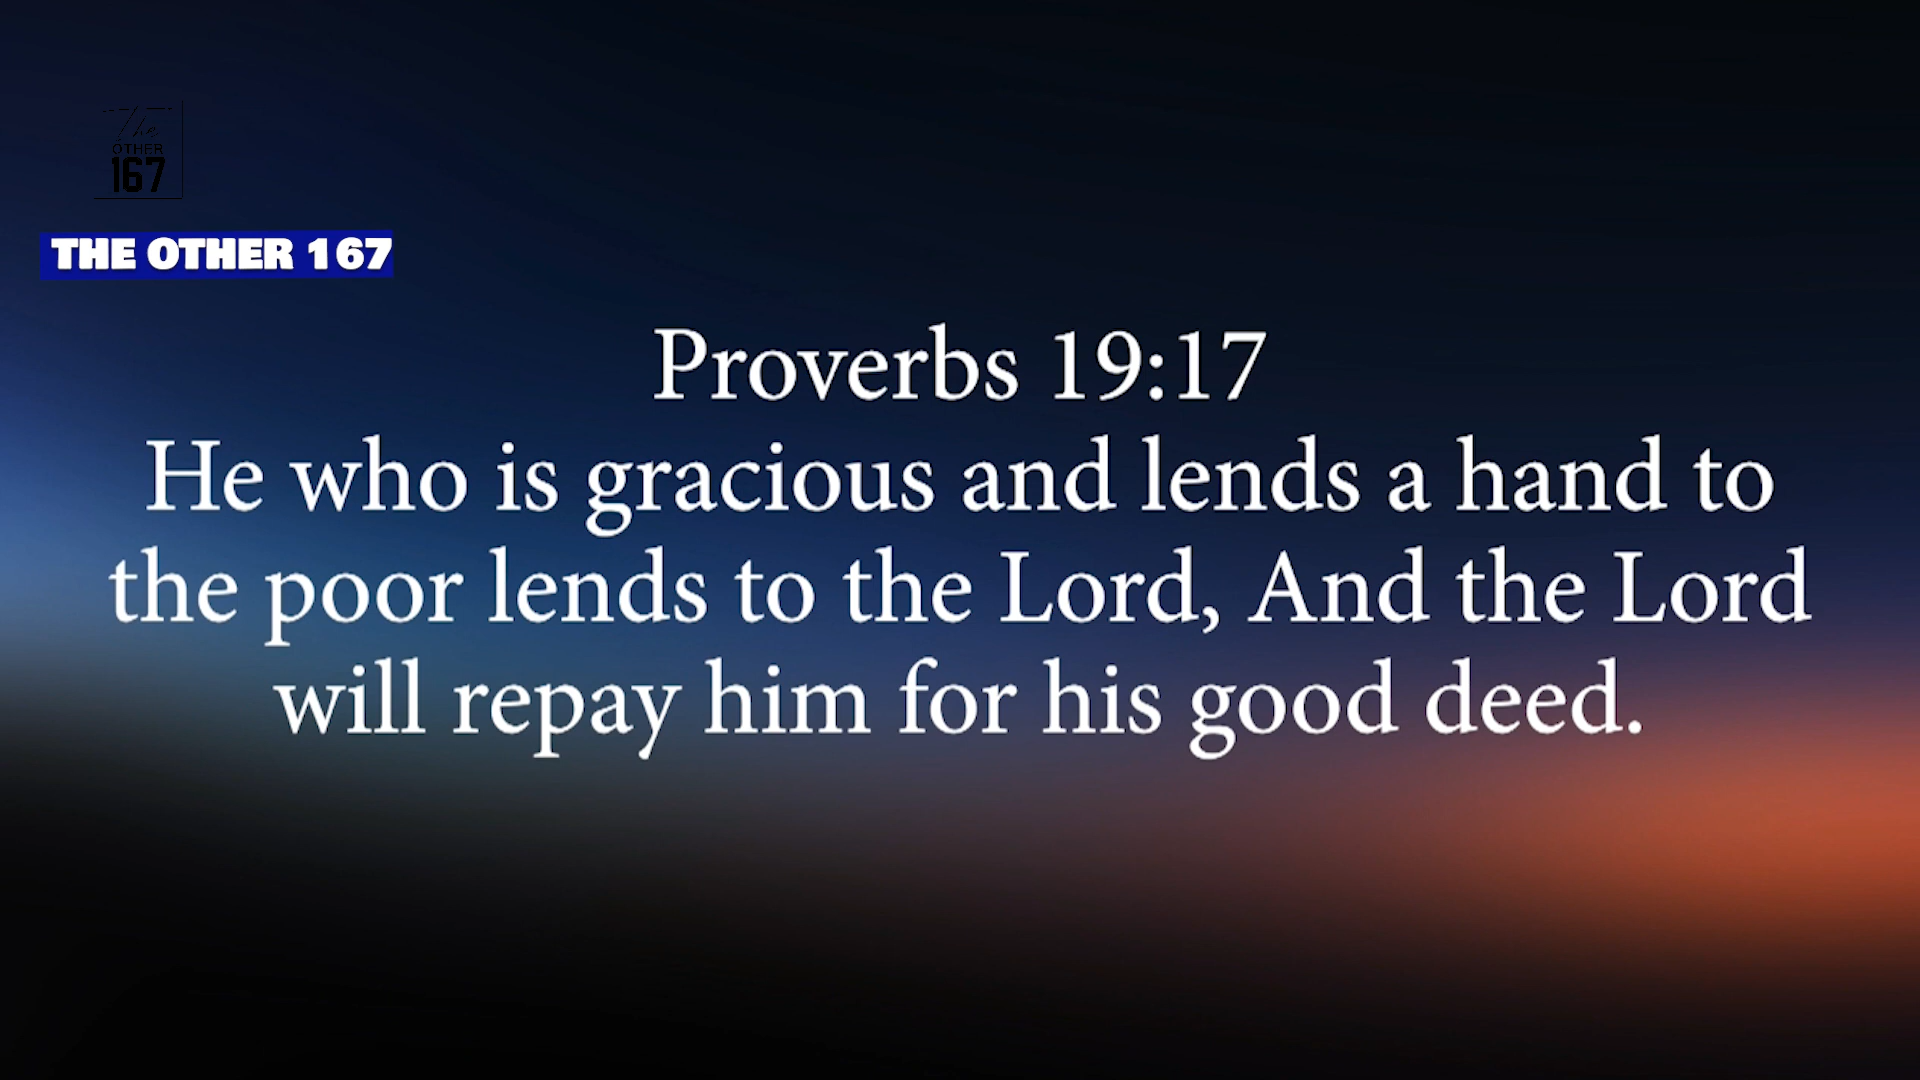 The
OTHER
167
THE OTHER 167
Proverbs 19:17
He who is gracious and lends a hand to
the poor lends to the Lord, And the Lord
will repay him for his good deed.